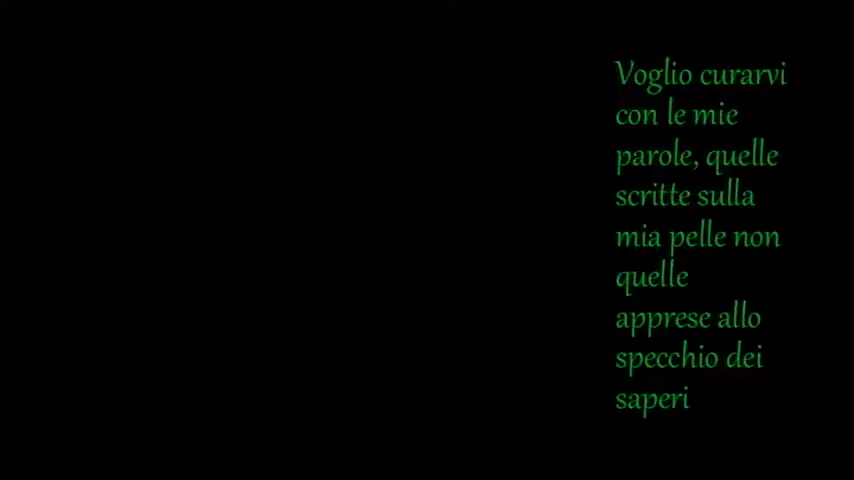 Voglio curarvi
con le mie
parole, quelle
scritte sulla
mia pelle non
quelle
apprese allo
specchio dei
saperi